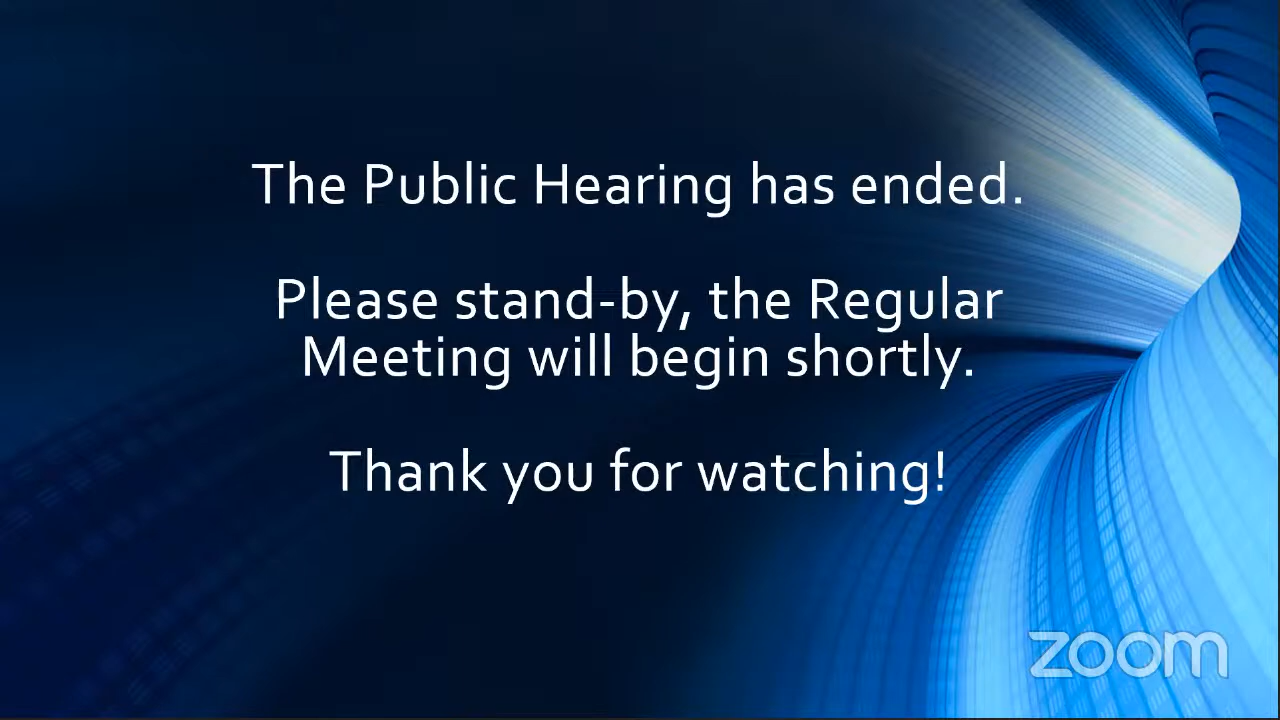 The Public Hearing has ended.
Please stand-by, the Regular
Meeting will begin shortly.
Thank you for watching!
zoom